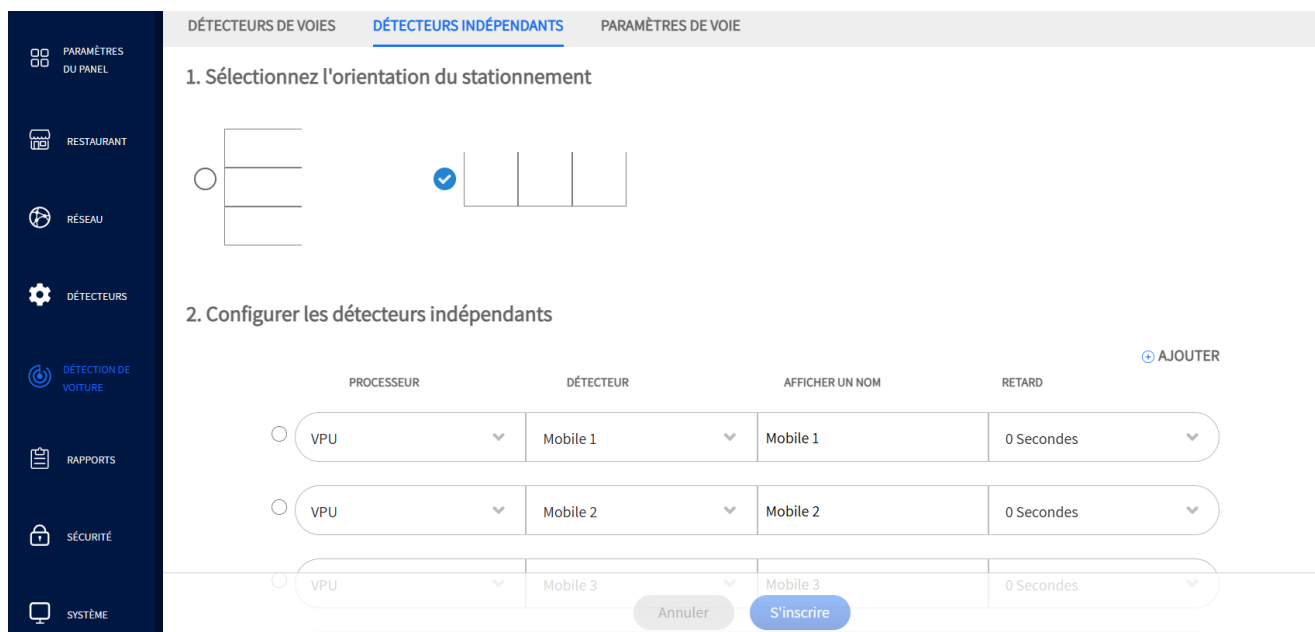 DÉTECTEURS DE VOIES DÉTECTEURS INDÉPENDANTS PARAMÈTRES DE VOIE
PARAMÈTRES
DU PANEL
RESTAURANT
RÉSEAU
DÉTECTEURS
DÉTECTION DE
VOITURE
RAPPORTS
SÉCURITÉ
SYSTÈME
1. Sélectionnez l'orientation du stationnement
2. Configurer les détecteurs indépendants
AJOUTER
PROCESSEUR DÉTECTEUR AFFICHER UN NOM RETARD
VPU Mobile 1 Mobile 1 0 Secondes
VPU Mobile 2 Mobile 2 0 Secondes
VPU Mobile 3 Mobile 3 0 Secondes
Annuler S'inscrire